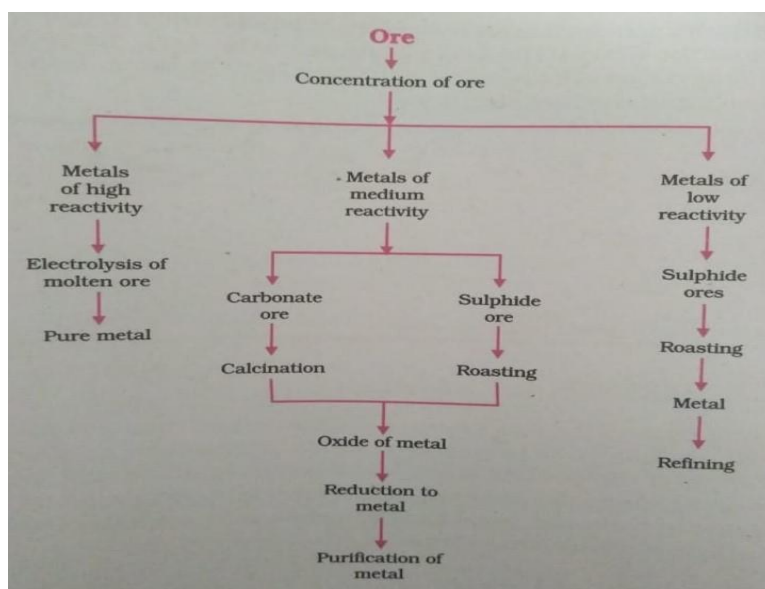 Ore
Concentration of ore
Metals
of high
reactivity
Electrolysis of
molten ore
Pure metal
Metals of
medium
reactivity
Carbonate
ore
Calcination
Sulphide
ore
Roasting
Oxide of metal
Reduction to
metal
Purification of
metal
Metals of
low
reactivity
Sulphide
ores
Roasting
Metal
Refining